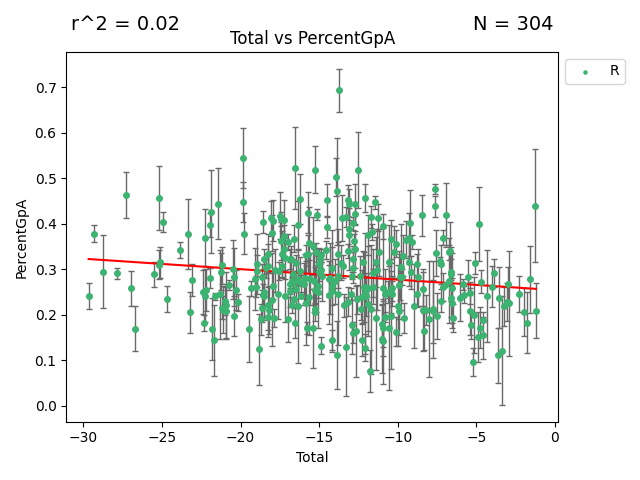 r^2 = 0.02
N = 304
Total vs PercentGpA
R
0.7
0.6
0.5
0.4
0.3
0.2
0.1
0.0
PercentGpA
−30
−25
−20
−15
−10
−5
0
Total